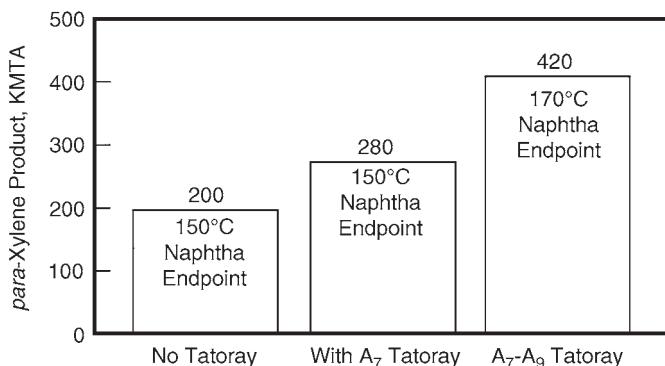 para-Xylene Product, KMTA
500
400
300
200
100
0
200
150°C
Naphtha
Endpoint
280
150°C
Naphtha
Endpoint
420
170°C
Naphtha
Endpoint
No Tatoray
With A₇ Tatoray
A₇-A₉ Tatoray